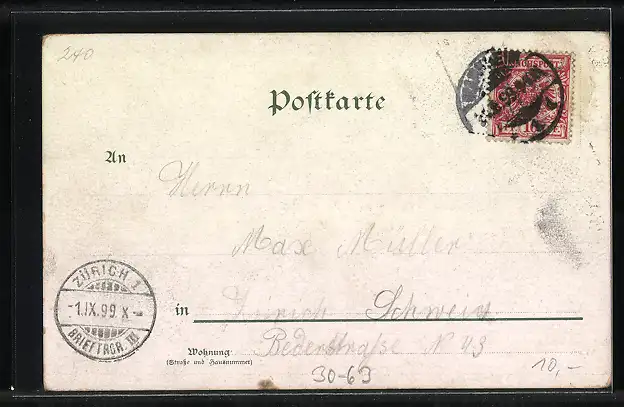 240
Postkarte
An
Herrn
Max Müller
in Zürich Schweiz
Wohnung Bederstraße N 43
(Straße und Hausnummer)
ZÜRICH 1
-1.IX.99 X-
BRIEFTRGR. III
30-63
10,-